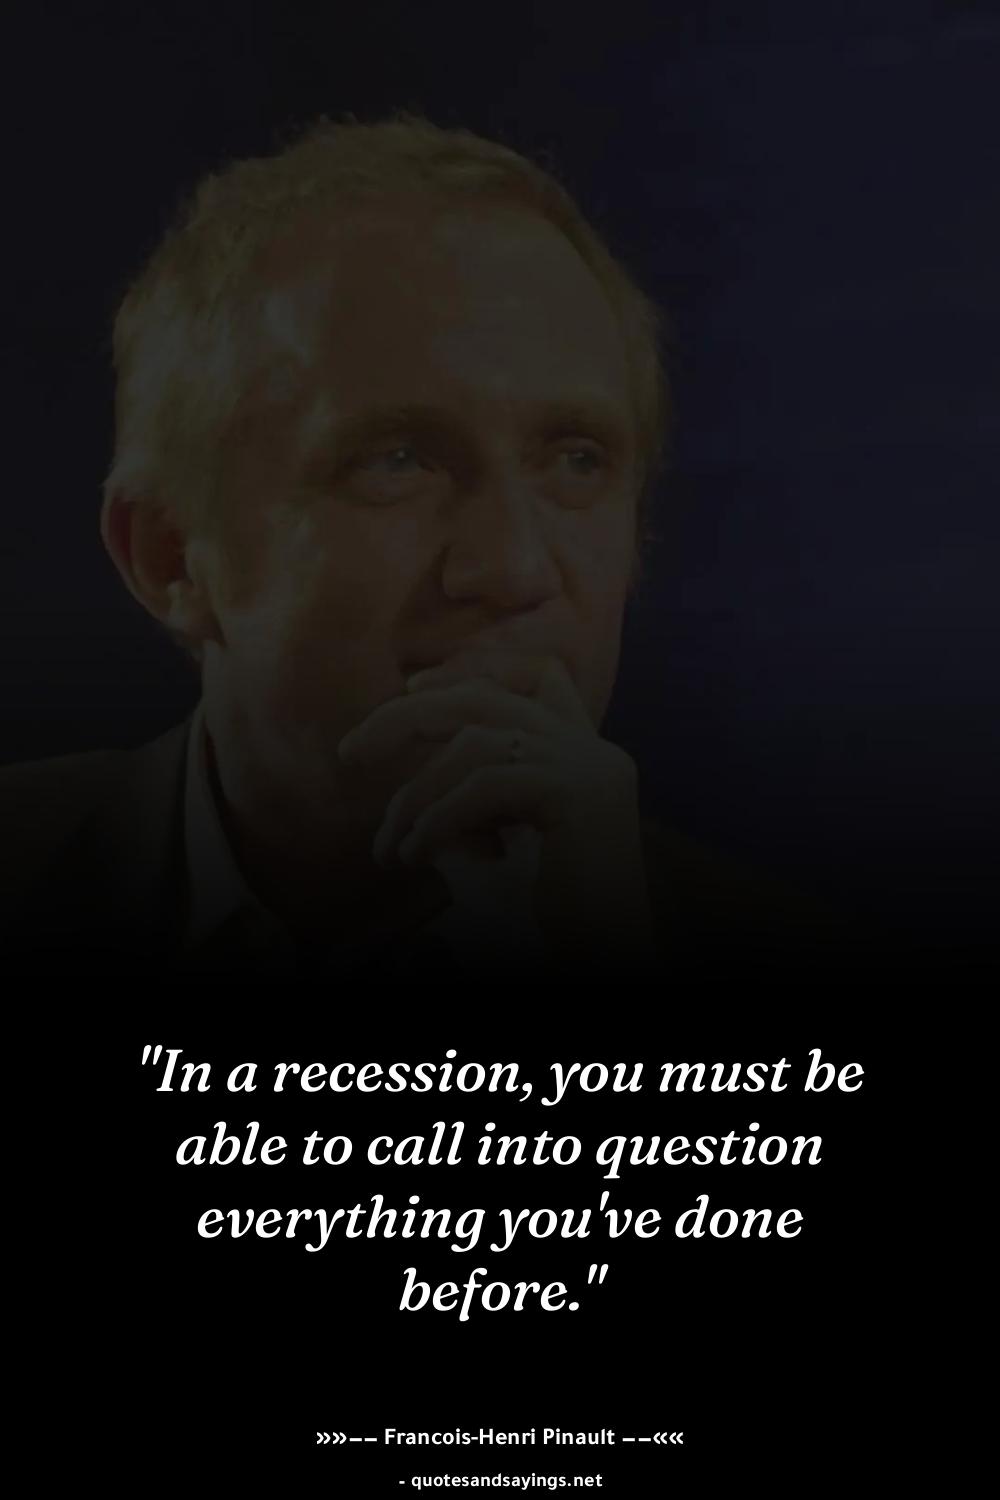 "In a recession, you must be
able to call into question
everything you've done
before."
»»−− Francois-Henri Pinault −−««
- quotesandsayings.net